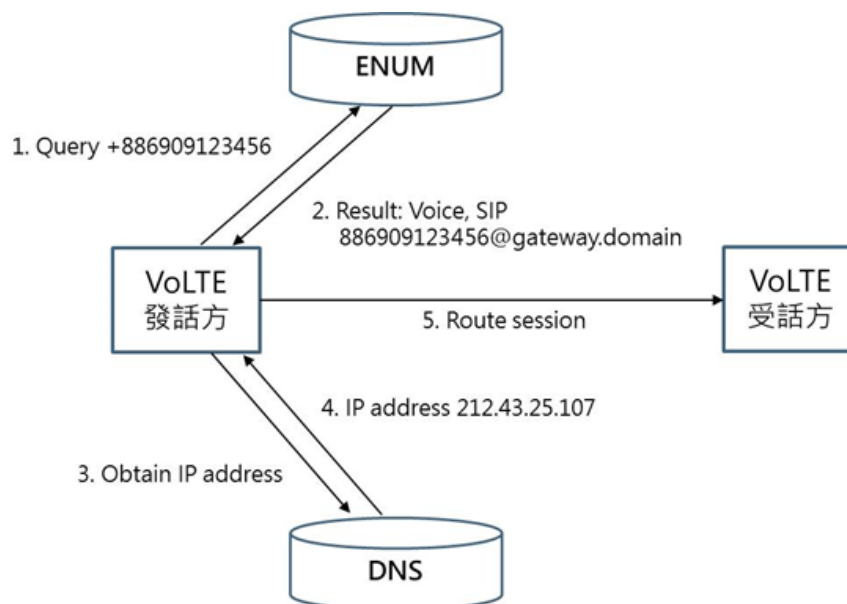 ENUM
1. Query +886909123456
2. Result: Voice, SIP
886909123456@gateway.domain
VoLTE
發話方
VoLTE
受話方
5. Route session
4. IP address 212.43.25.107
3. Obtain IP address
DNS